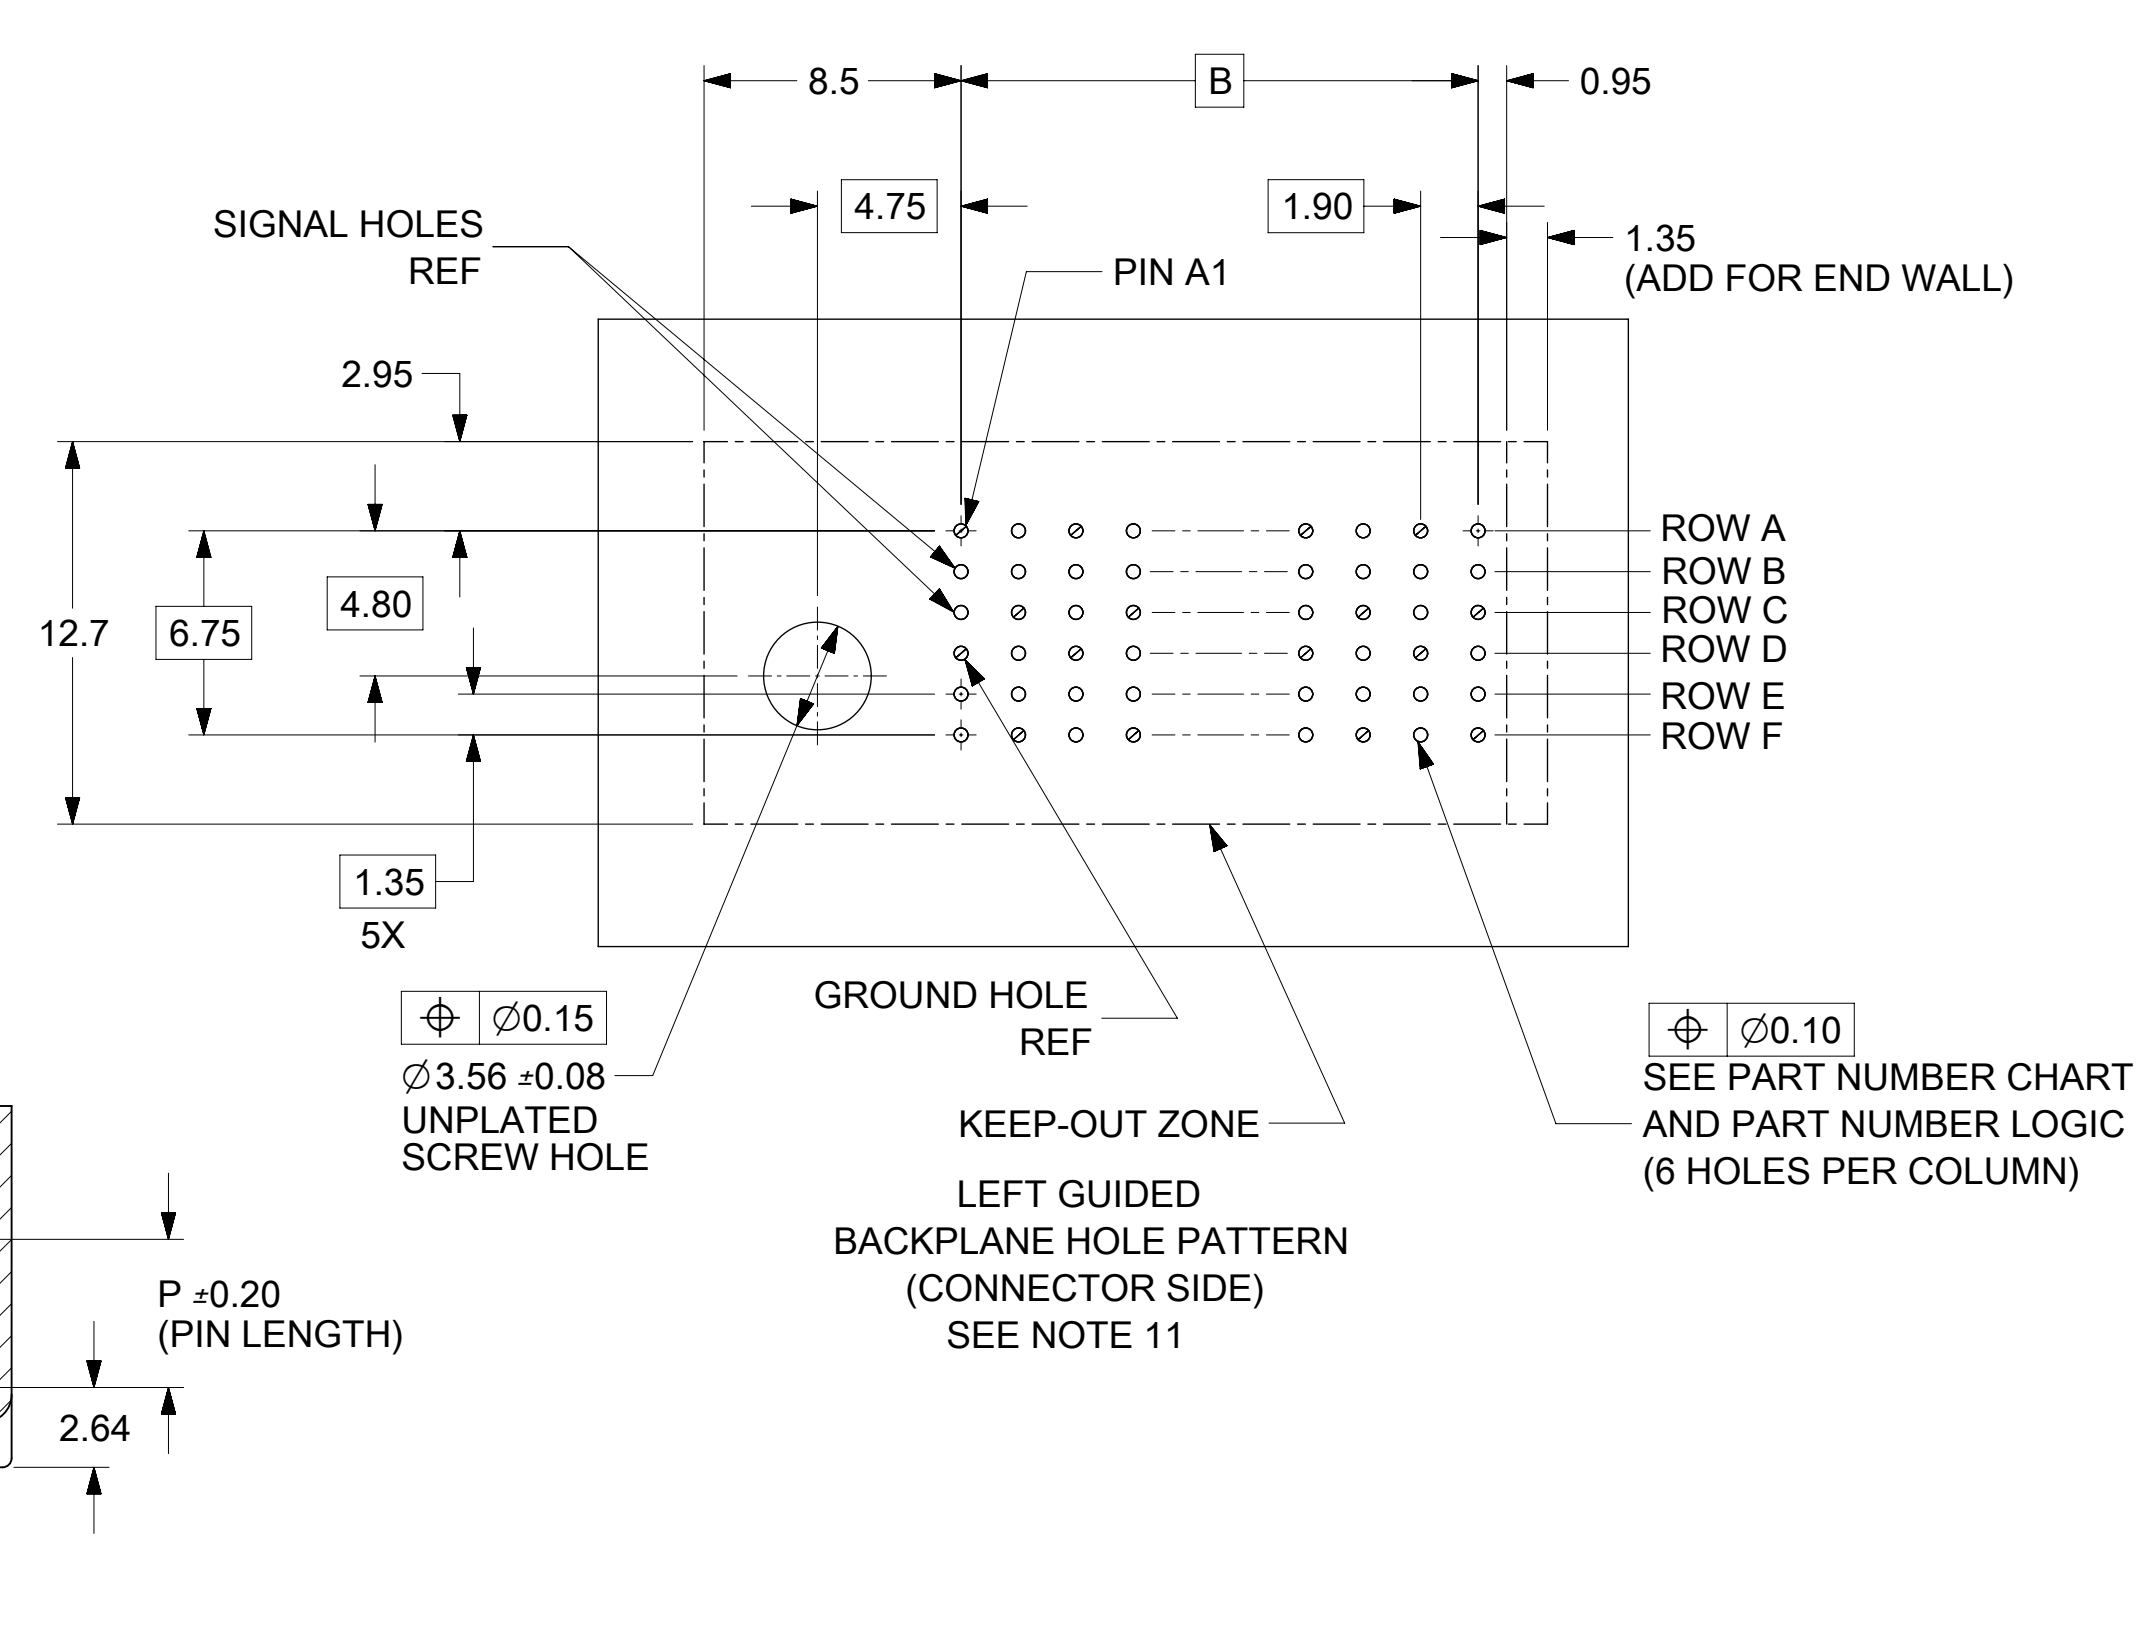 8.5
B
0.95
4.75
1.90
SIGNAL HOLES
REF
PIN A1
1.35
(ADD FOR END WALL)
2.95
ROW A
ROW B
ROW C
ROW D
ROW E
ROW F
4.80
6.75
12.7
1.35
5X
⌖ ∅0.15
∅3.56 ±0.08
UNPLATED
SCREW HOLE
GROUND HOLE
REF
KEEP-OUT ZONE
⌖ ∅0.10
SEE PART NUMBER CHART
AND PART NUMBER LOGIC
(6 HOLES PER COLUMN)
LEFT GUIDED
BACKPLANE HOLE PATTERN
(CONNECTOR SIDE)
SEE NOTE 11
P ±0.20
(PIN LENGTH)
2.64